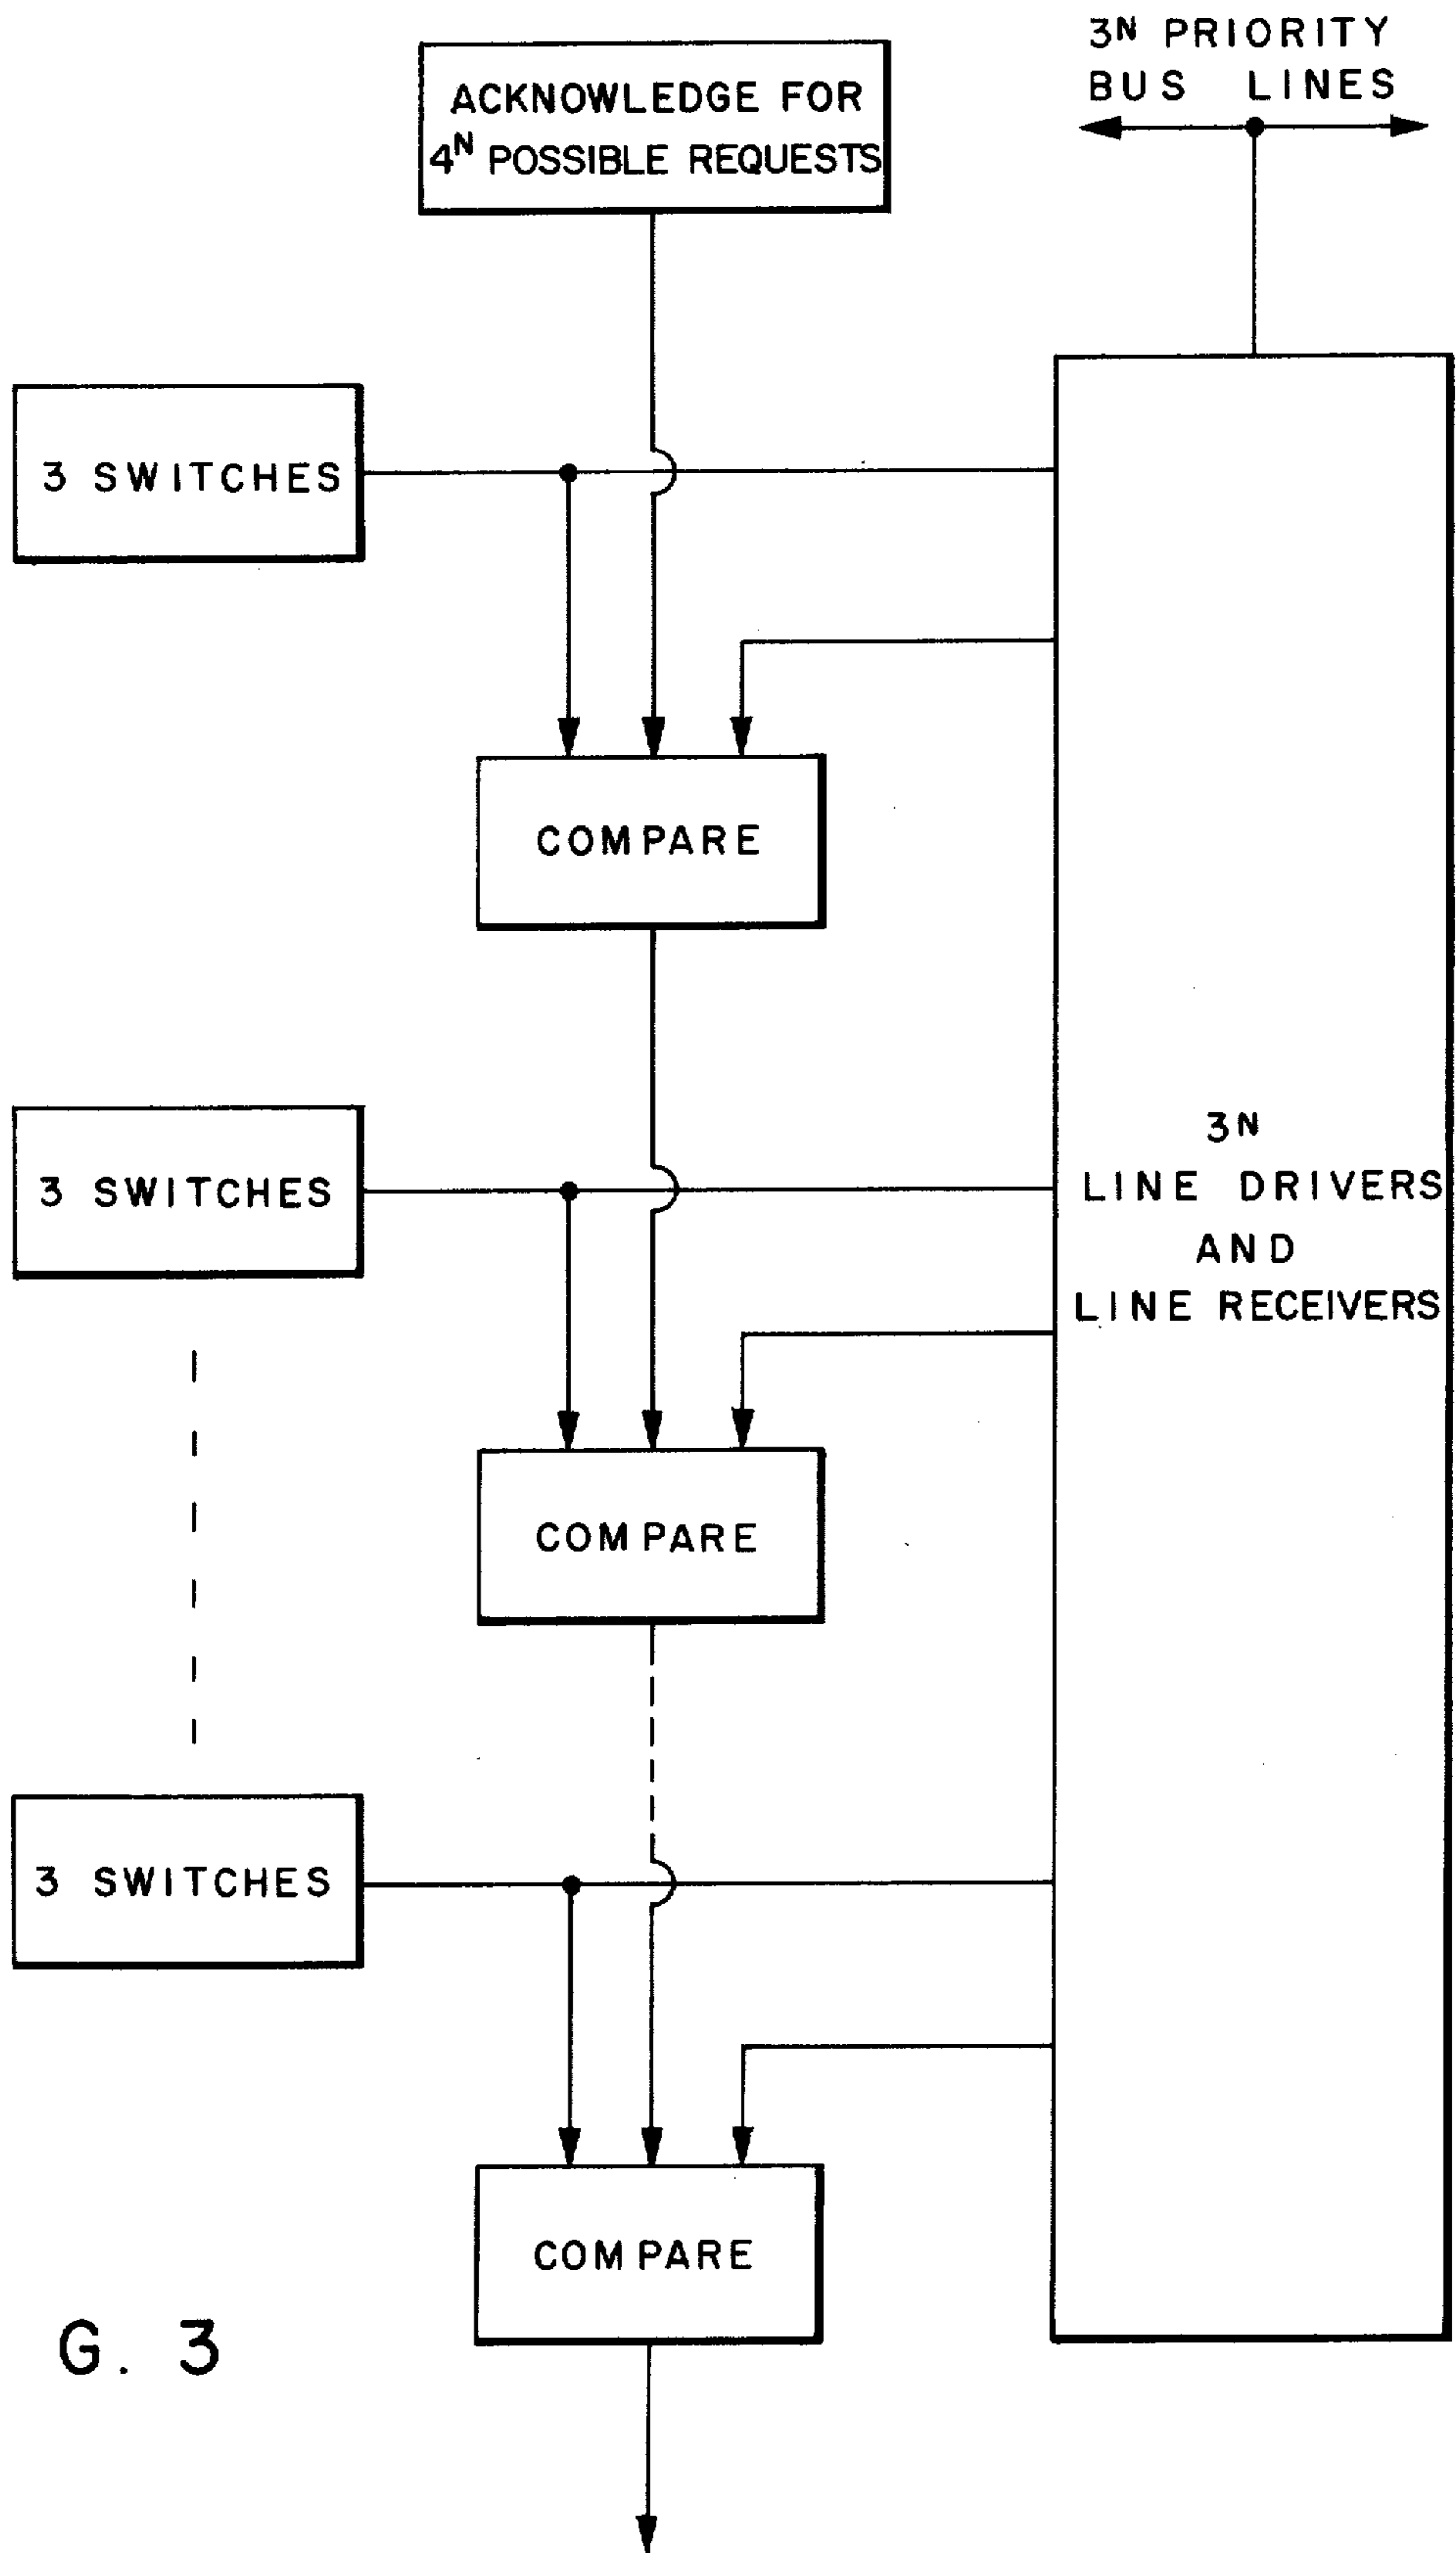 3ᴺ PRIORITY
BUS LINES
ACKNOWLEDGE FOR
4ᴺ POSSIBLE REQUESTS
3 SWITCHES
COMPARE
3 SWITCHES
3ᴺ
LINE DRIVERS
AND
LINE RECEIVERS
COMPARE
3 SWITCHES
COMPARE
G. 3